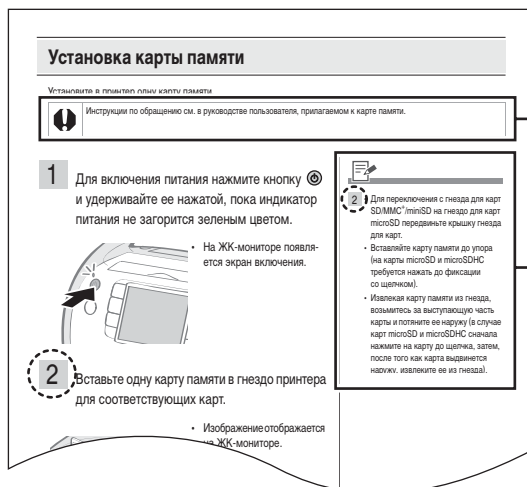 Установка карты памяти
Установите в принтер одну карту памяти
Инструкции по обращению см. в руководстве пользователя, прилагаемом к карте памяти.
1
Для включения питания нажмите кнопку
и удерживайте ее нажатой, пока индикатор
питания не загорится зеленым цветом.
• На ЖК-мониторе появля-
ется экран включения.
2
Вставьте одну карту памяти в гнездо принтера
для соответствующих карт.
• Изображение отображается
на ЖК-мониторе.
2
• Для переключения с гнезда для карт
SD/MMC+/miniSD на гнездо для карт
microSD передвиньте крышку гнезда
для карт.
• Вставляйте карту памяти до упора
(на карты microSD и microSDHC
требуется нажать до фиксации
со щелчком).
• Извлекая карту памяти из гнезда,
возьмитесь за выступающую часть
карты и потяните ее наружу (в случае
карт microSD и microSDHC сначала
нажмите на карту до щелчка, затем,
после того как карта выдвинется
наружу, извлеките ее из гнезда).